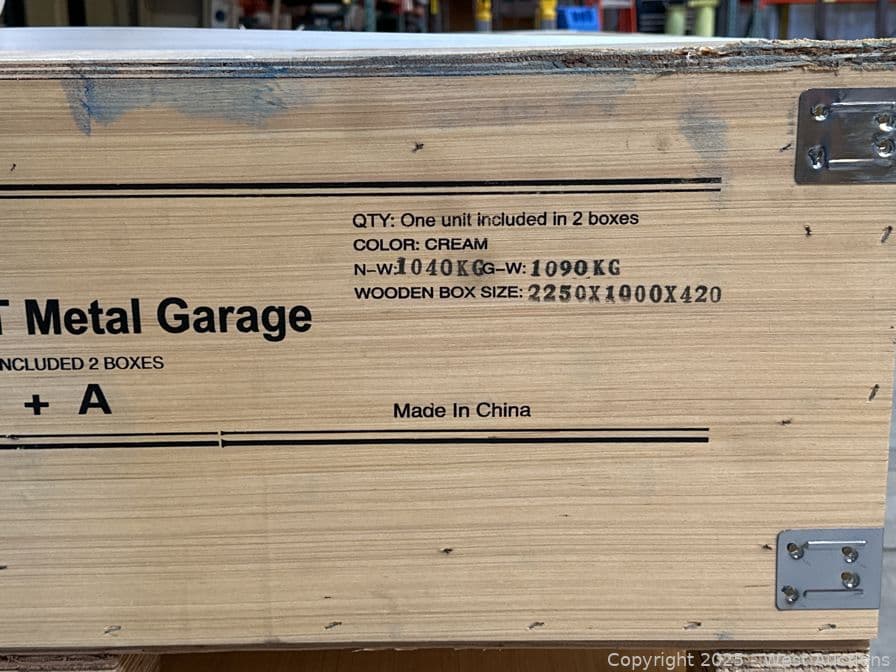 QTY: One unit included in 2 boxes
COLOR: CREAM
N-W:1040KG G-W: 1090KG
WOODEN BOX SIZE: 2250X1000X420
T Metal Garage
NCLUDED 2 BOXES
+ A
Made In China
Copyright 2025 - West Auctions